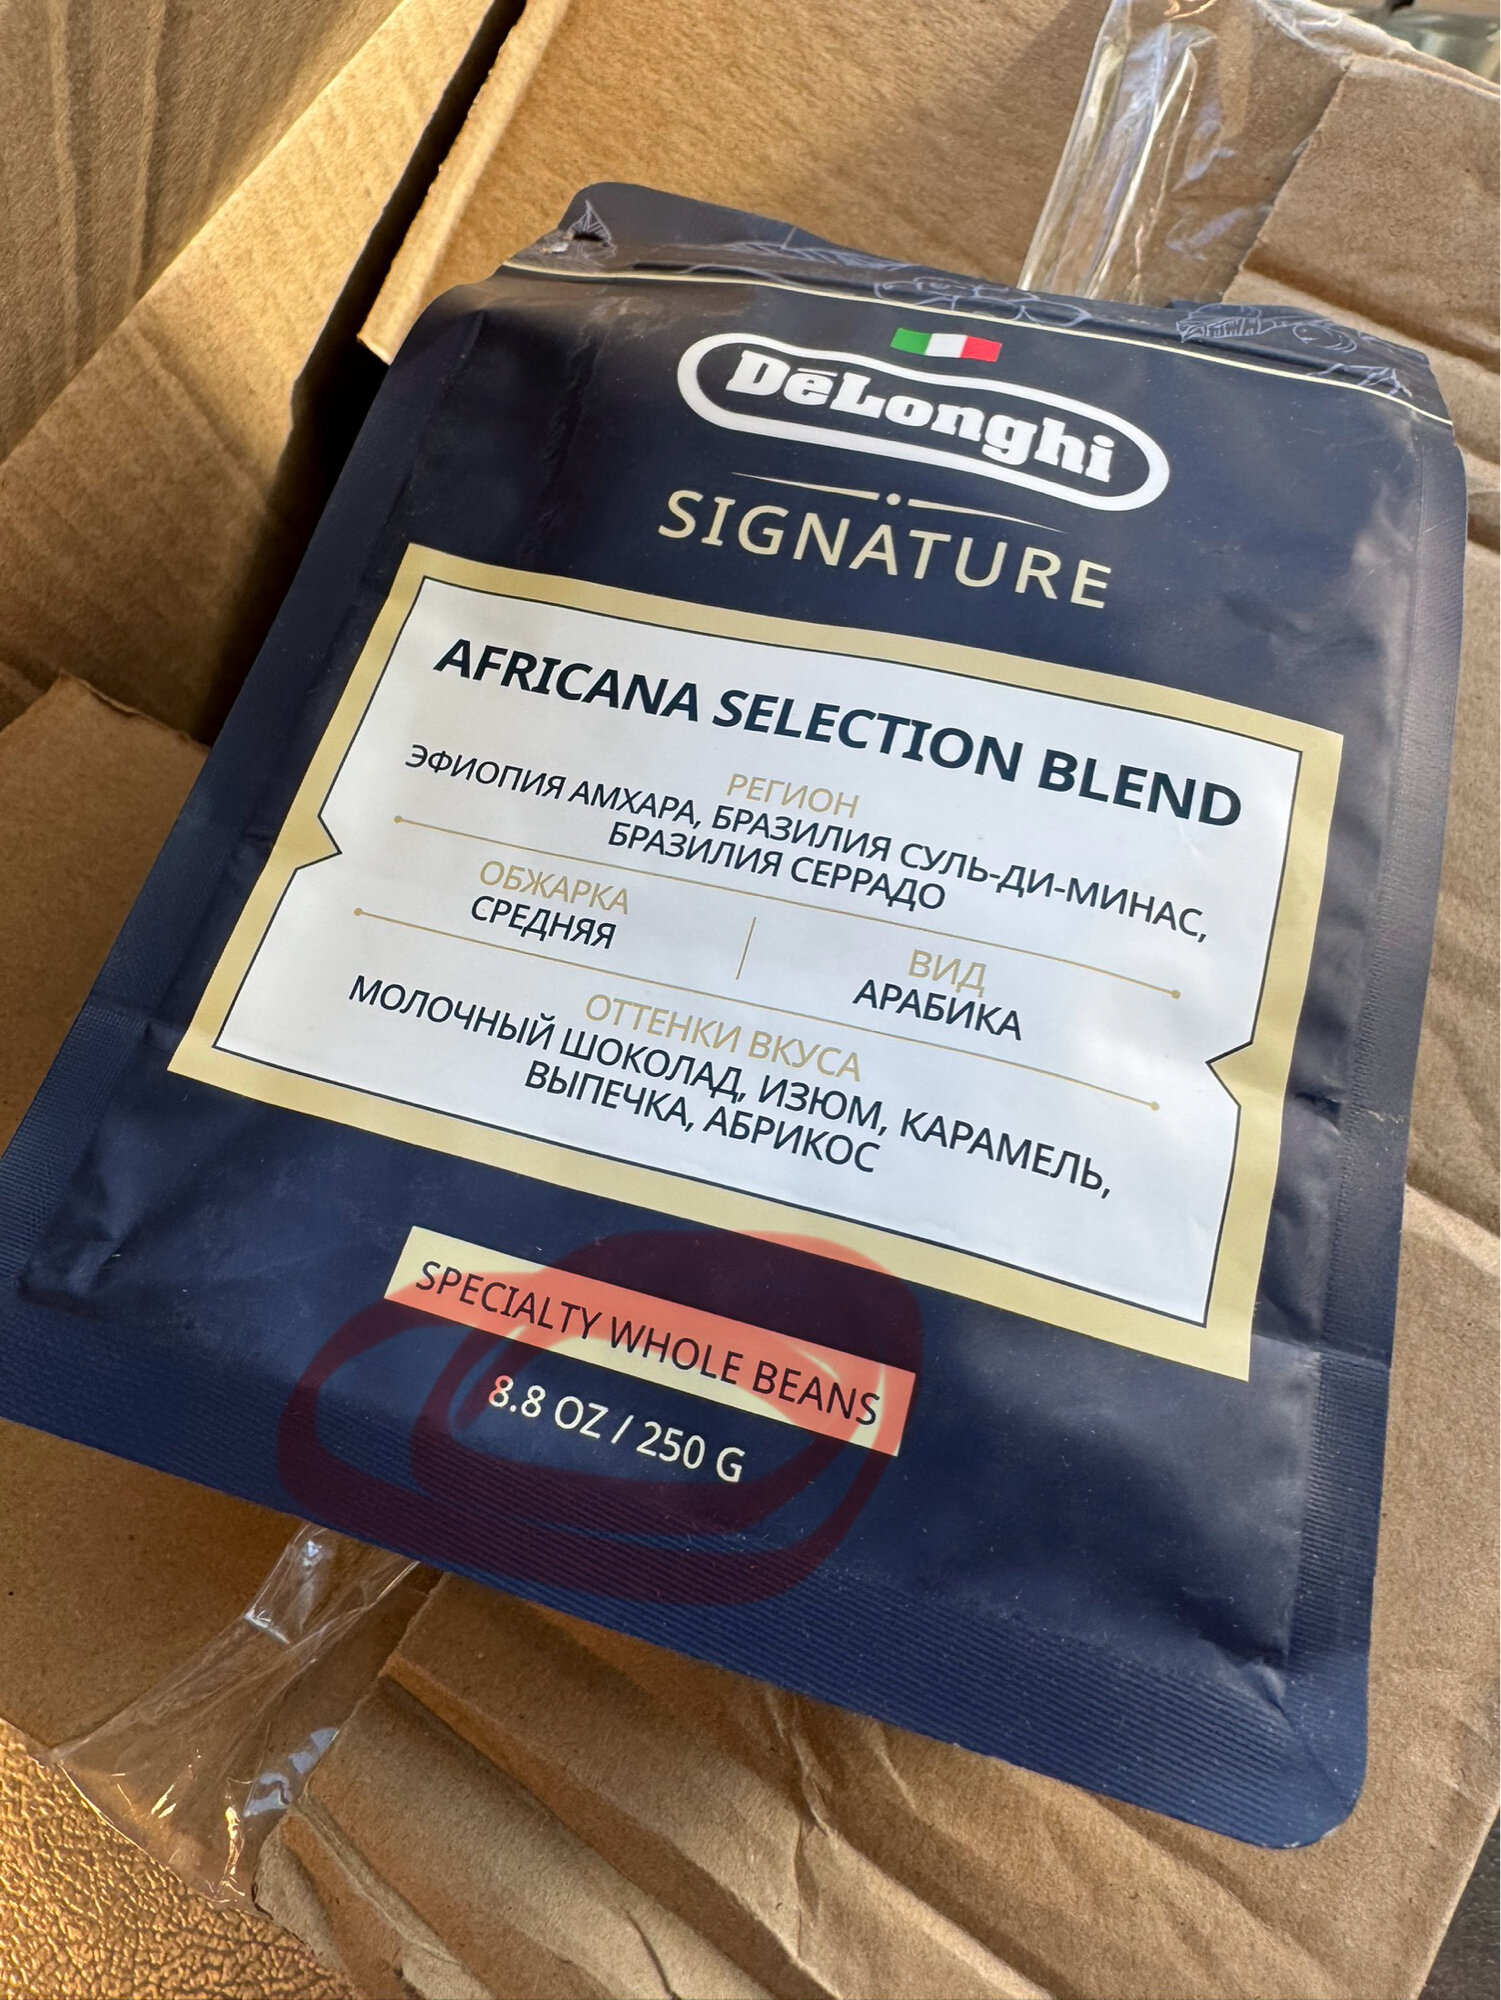 DēLonghi
SIGNATURE
AFRICANA SELECTION BLEND
РЕГИОН
ЭФИОПИЯ АМХАРА, БРАЗИЛИЯ СУЛЬ-ДИ-МИНАС,
БРАЗИЛИЯ СЕРРАДО
ОБЖАРКА
СРЕДНЯЯ
ВИД
АРАБИКА
ОТТЕНКИ ВКУСА
МОЛОЧНЫЙ ШОКОЛАД, ИЗЮМ, КАРАМЕЛЬ,
ВЫПЕЧКА, АБРИКОС
SPECIALTY WHOLE BEANS
8.8 OZ / 250 G